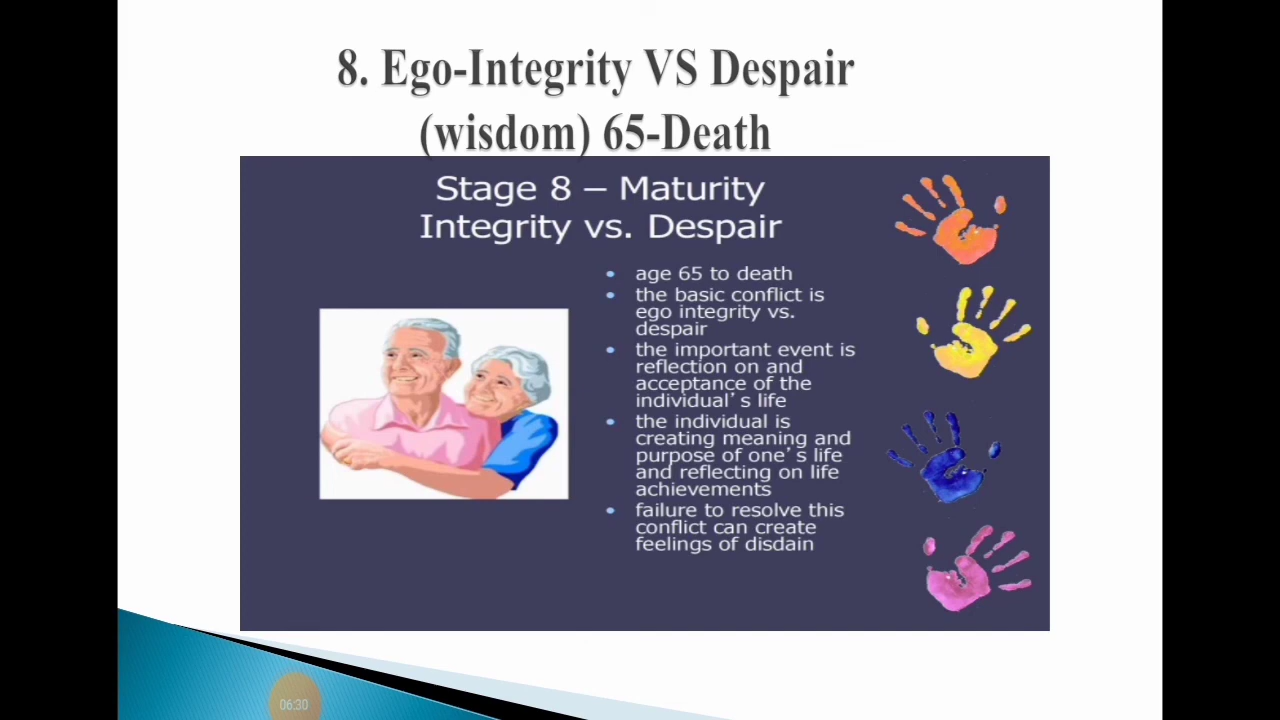 8. Ego-Integrity VS Despair
(wisdom) 65-Death
Stage 8 – Maturity
Integrity vs. Despair
• age 65 to death
• the basic conflict is
ego integrity vs.
despair
• the important event is
reflection on and
acceptance of the
individual’s life
• the individual is
creating meaning and
purpose of one’s life
and reflecting on life
achievements
• failure to resolve this
conflict can create
feelings of disdain
06:30